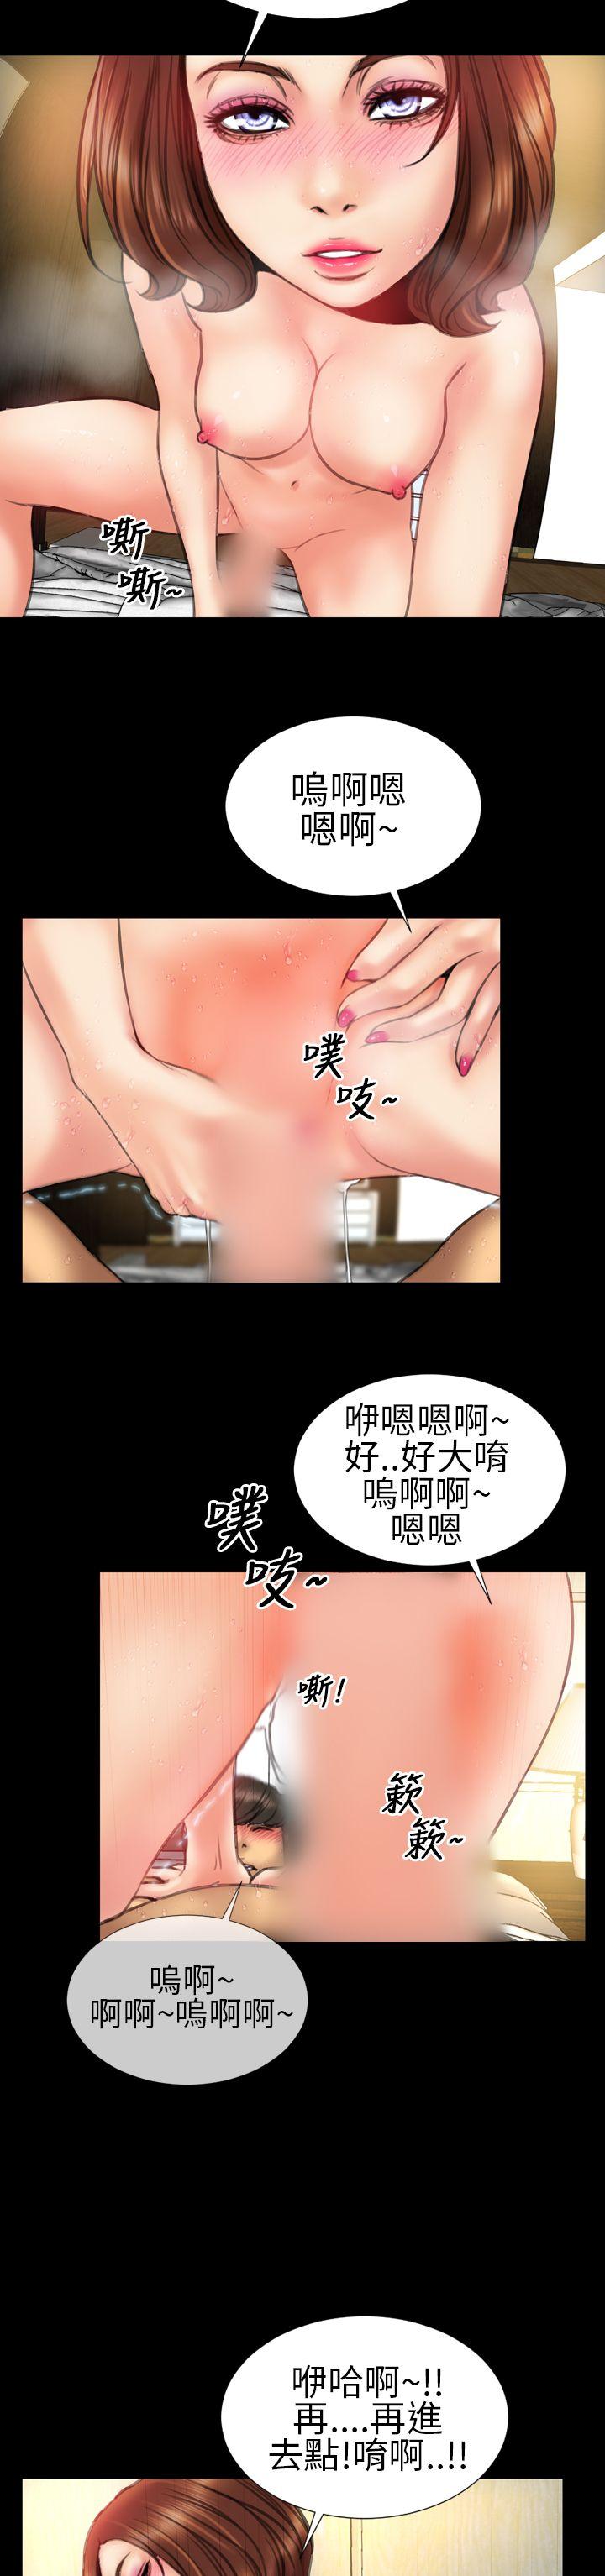 嘶
嘶~
嗚啊嗯
嗯啊~
噗
吱~
咿嗯嗯啊~
好..好大唷
嗚啊啊~
嗯嗯
噗
吱~
嘶!
簌
簌~
嗚啊~
啊啊~嗚啊啊~
咿哈啊~!!
再....再進
去點!唷啊..!!